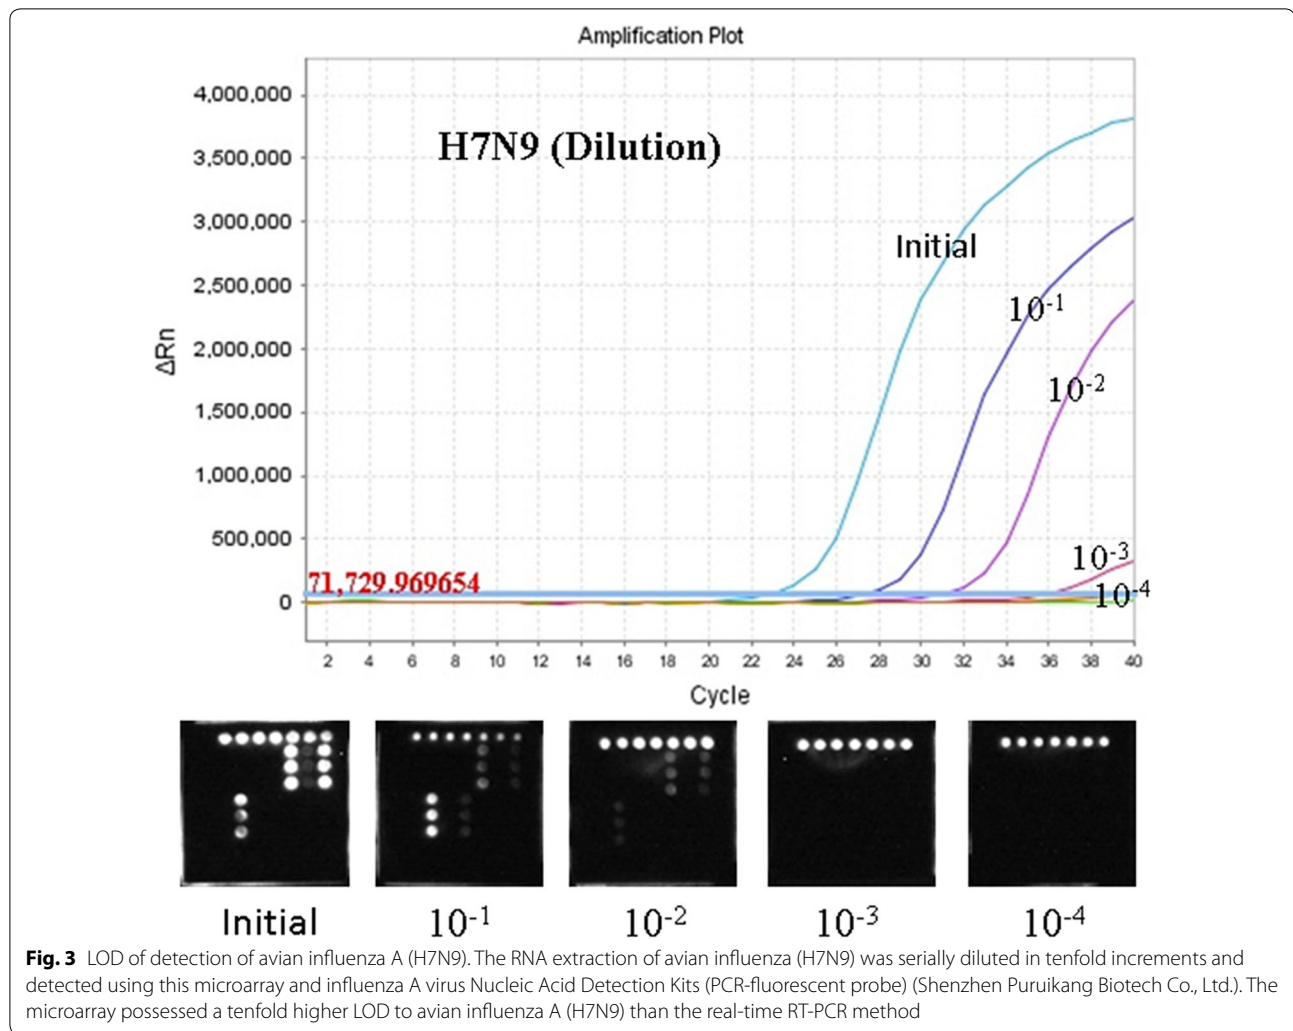 Amplification Plot
4,000,000
3,500,000
3,000,000
2,500,000
2,000,000
1,500,000
1,000,000
500,000
0
ΔRn
H7N9 (Dilution)
Initial
10⁻¹
10⁻²
10⁻³
10⁻⁴
71,729.969654
2 4 6 8 10 12 14 16 18 20 22 24 26 28 30 32 34 36 38 40
Cycle
Initial 10⁻¹ 10⁻² 10⁻³ 10⁻⁴
Fig. 3 LOD of detection of avian influenza A (H7N9). The RNA extraction of avian influenza (H7N9) was serially diluted in tenfold increments and
detected using this microarray and influenza A virus Nucleic Acid Detection Kits (PCR-fluorescent probe) (Shenzhen Puruikang Biotech Co., Ltd.). The
microarray possessed a tenfold higher LOD to avian influenza A (H7N9) than the real-time RT-PCR method